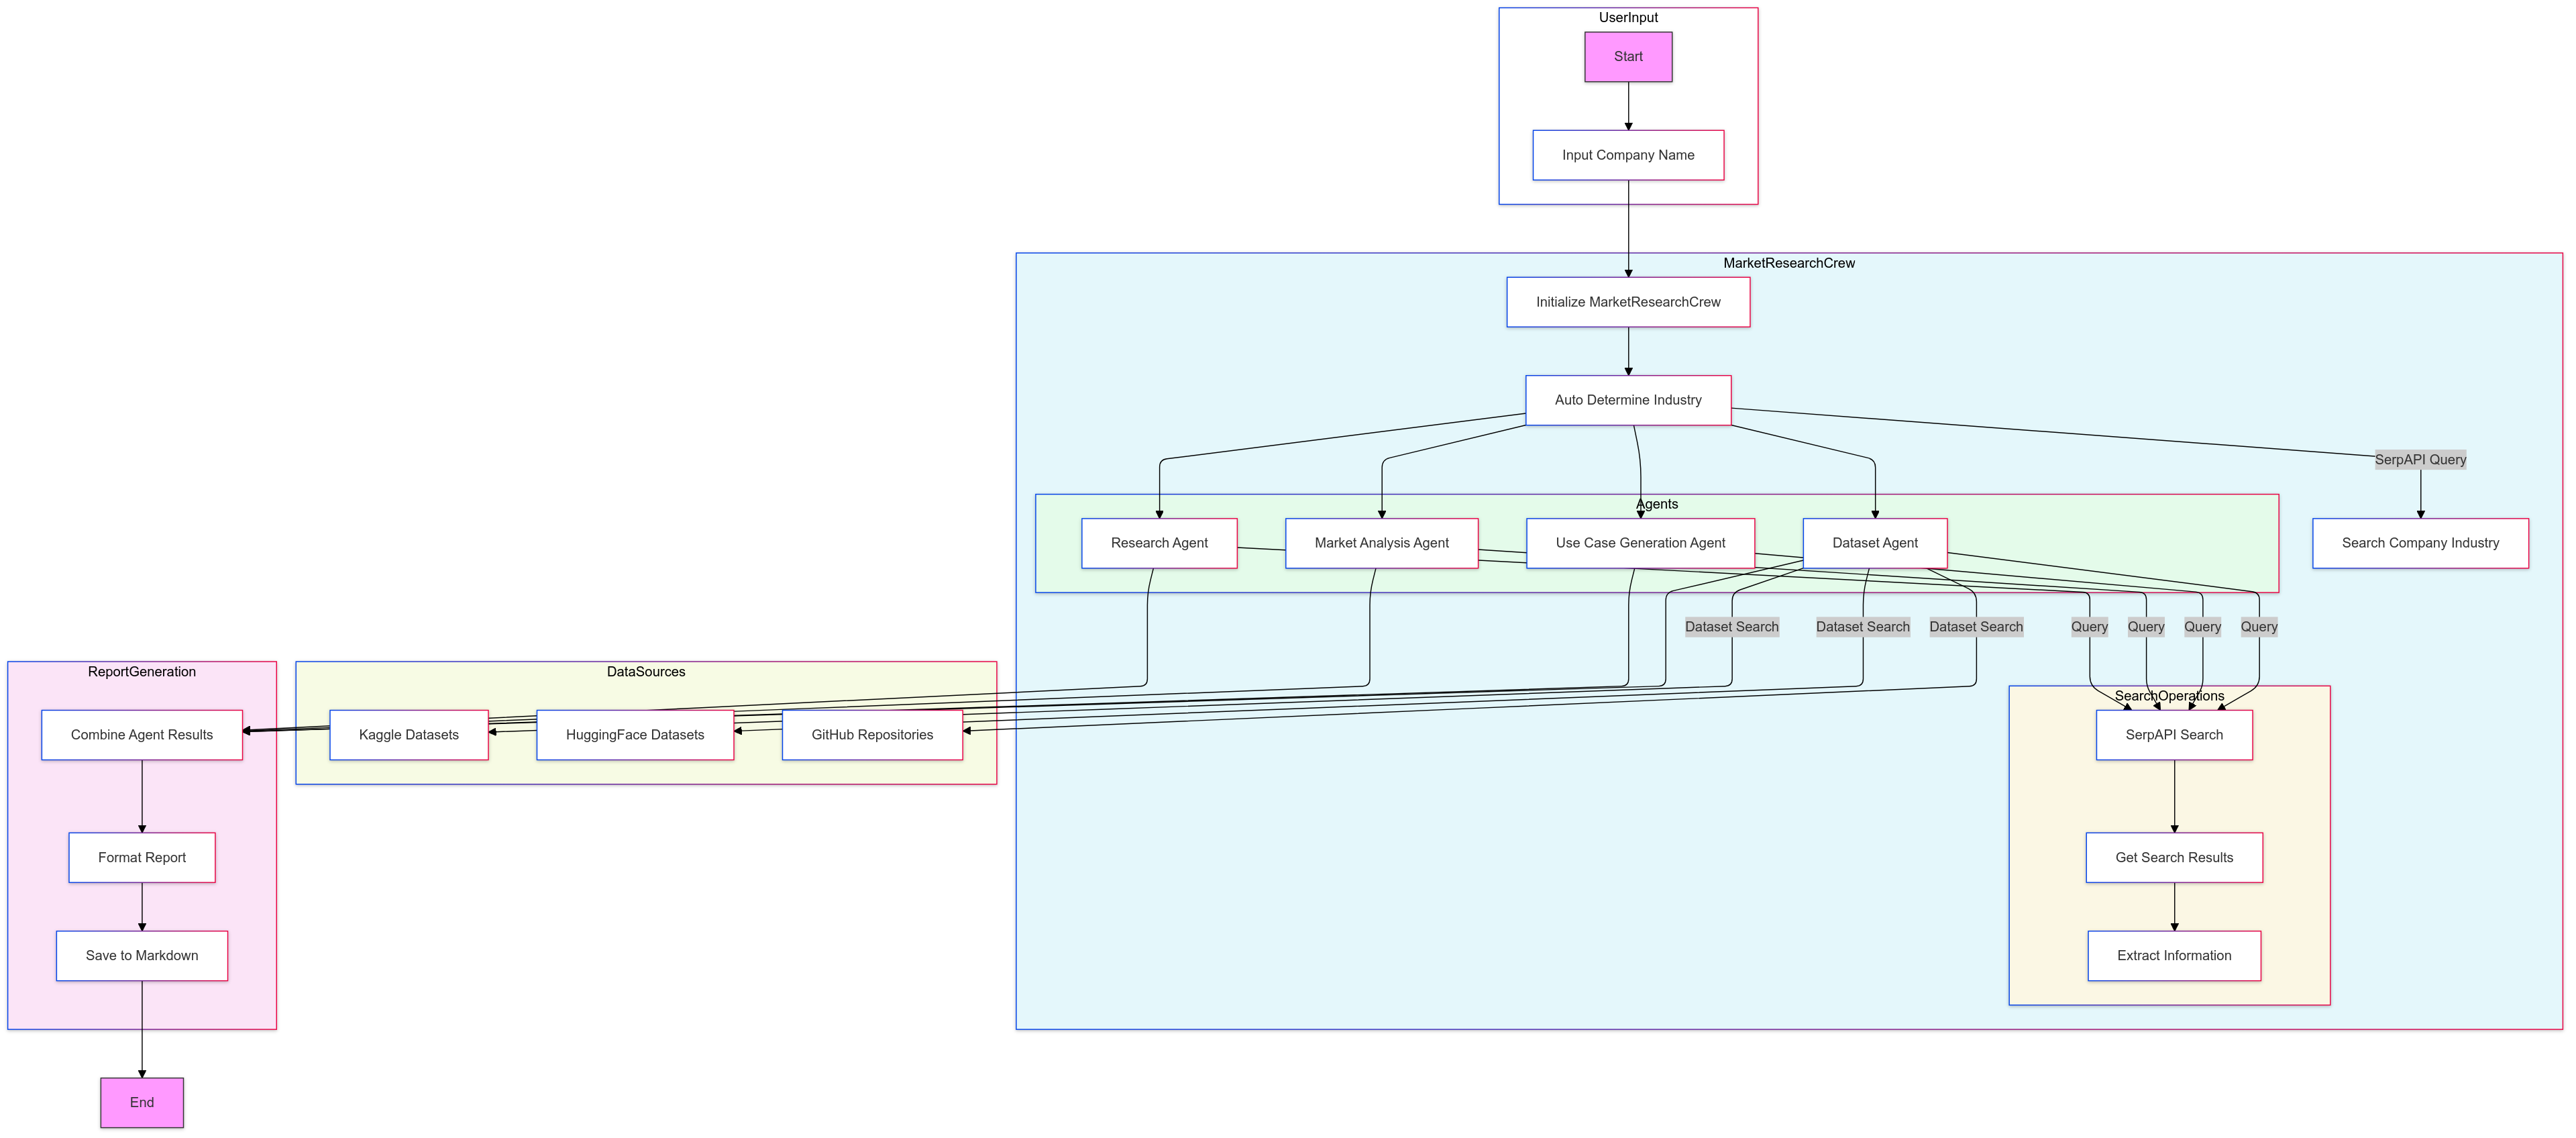 UserInput
Start
Input Company Name
MarketResearchCrew
Initialize MarketResearchCrew
Auto Determine Industry
SerpAPI Query
Agents
Research Agent
Market Analysis Agent
Use Case Generation Agent
Dataset Agent
Search Company Industry
Dataset Search
Dataset Search
Dataset Search
Query
Query
Query
Query
ReportGeneration
DataSources
SearchOperations
Combine Agent Results
Kaggle Datasets
HuggingFace Datasets
GitHub Repositories
SerpAPI Search
Format Report
Get Search Results
Save to Markdown
Extract Information
End